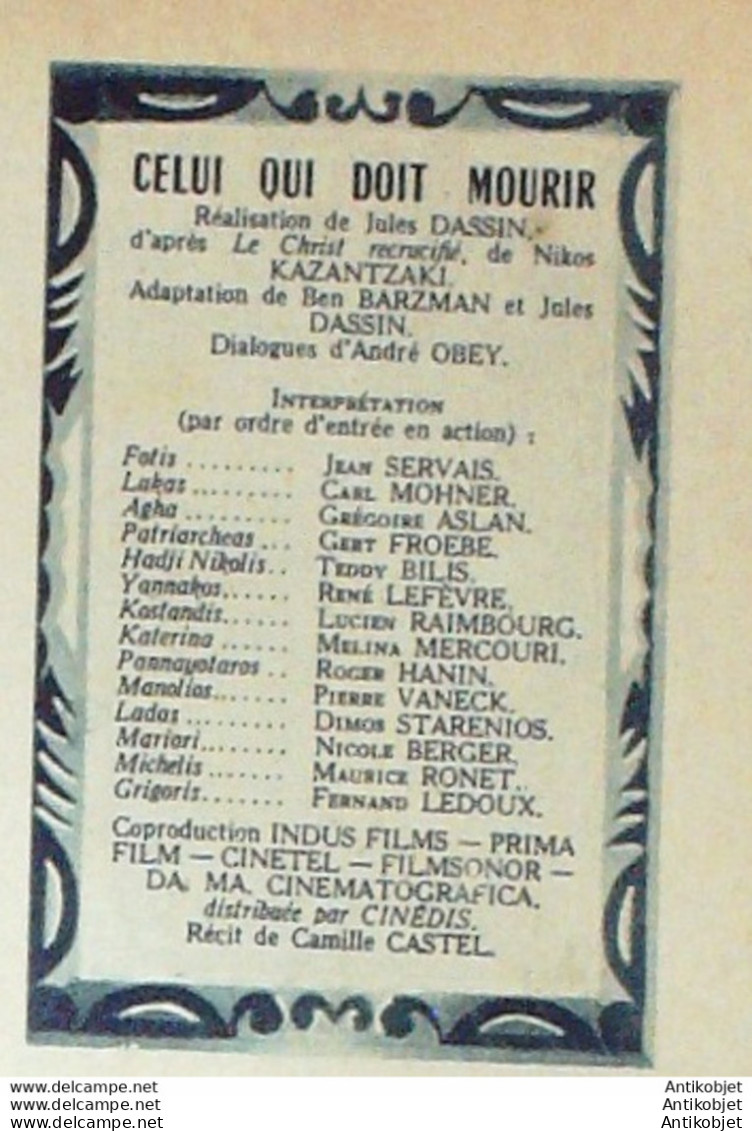 CELUI QUI DOIT MOURIR
Réalisation de Jules DASSIN,
d'après Le Christ recrucifié, de Nikos
KAZANTZAKI.
Adaptation de Ben BARZMAN et Jules
DASSIN.
Dialogues d'André OBEY.
INTERPRÉTATION
(par ordre d'entrée en action) :
Fotis ......... JEAN SERVAIS.
Lukas ......... CARL MOHNER.
Agha ......... GRÉGOIRE ASLAN.
Patriarcheas ... GERT FROEBE.
Hadji Nikolis.. TEDDY BILIS.
Yannakos...... RENÉ LEFÈVRE.
Kostandis...... LUCIEN RAIMBOURG.
Katerina ...... MELINA MERCOURI.
Pannayotaros .. ROGER HANIN.
Manolios....... PIERRE VANECK.
Ladas ......... DIMOS STARENIOS.
Mariori........ NICOLE BERGER.
Michelis ....... MAURICE RONET.
Grigoris....... FERNAND LEDOUX.
Coproduction INDUS FILMS — PRIMA
FILM — CINETEL — FILMSONOR —
DA. MA. CINEMATOGRAFICA.
distribuée par CINÉDIS.
Récit de Camille CASTEL.
www.delcampe.net Antikobjet
www.delcampe.net Antikobjet
www.delcampe.net Antikobjet